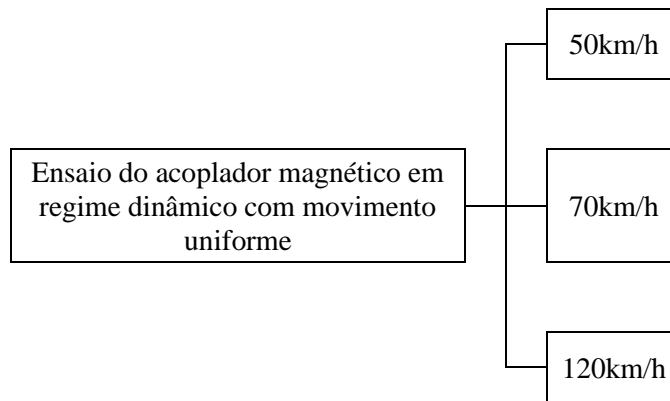 50km/h
Ensaio do acoplador magnético em
regime dinâmico com movimento
uniforme
70km/h
120km/h